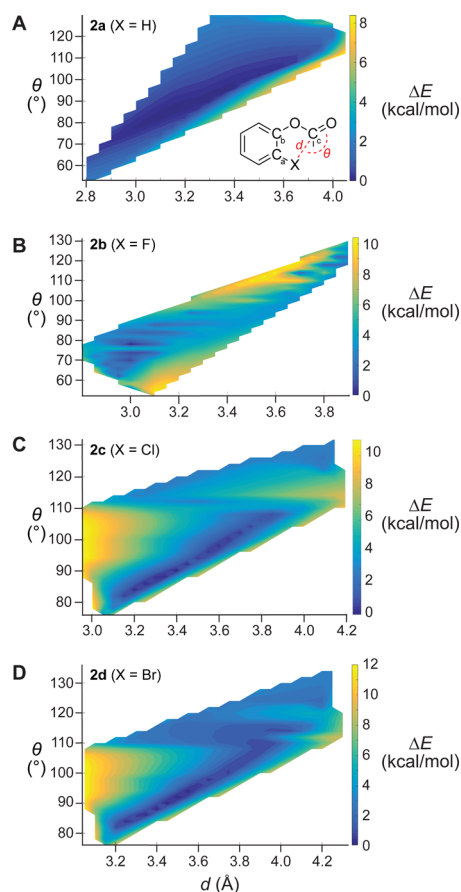 A 2a (X = H)
θ
(°)
120
110
100
90
80
70
60
2.8 3.0 3.2 3.4 3.6 3.8 4.0
O O
C
b
c
a
X
d
θ
8
6
4
2
0
ΔE
(kcal/mol)
B 2b (X = F)
θ
(°)
130
120
110
100
90
80
70
60
3.0 3.2 3.4 3.6 3.8
10
8
6
4
2
0
ΔE
(kcal/mol)
C 2c (X = Cl)
θ
(°)
130
120
110
100
90
80
3.0 3.2 3.4 3.6 3.8 4.0 4.2
10
8
6
4
2
0
ΔE
(kcal/mol)
D 2d (X = Br)
θ
(°)
130
120
110
100
90
80
3.2 3.4 3.6 3.8 4.0 4.2
d (Å)
12
10
8
6
4
2
0
ΔE
(kcal/mol)